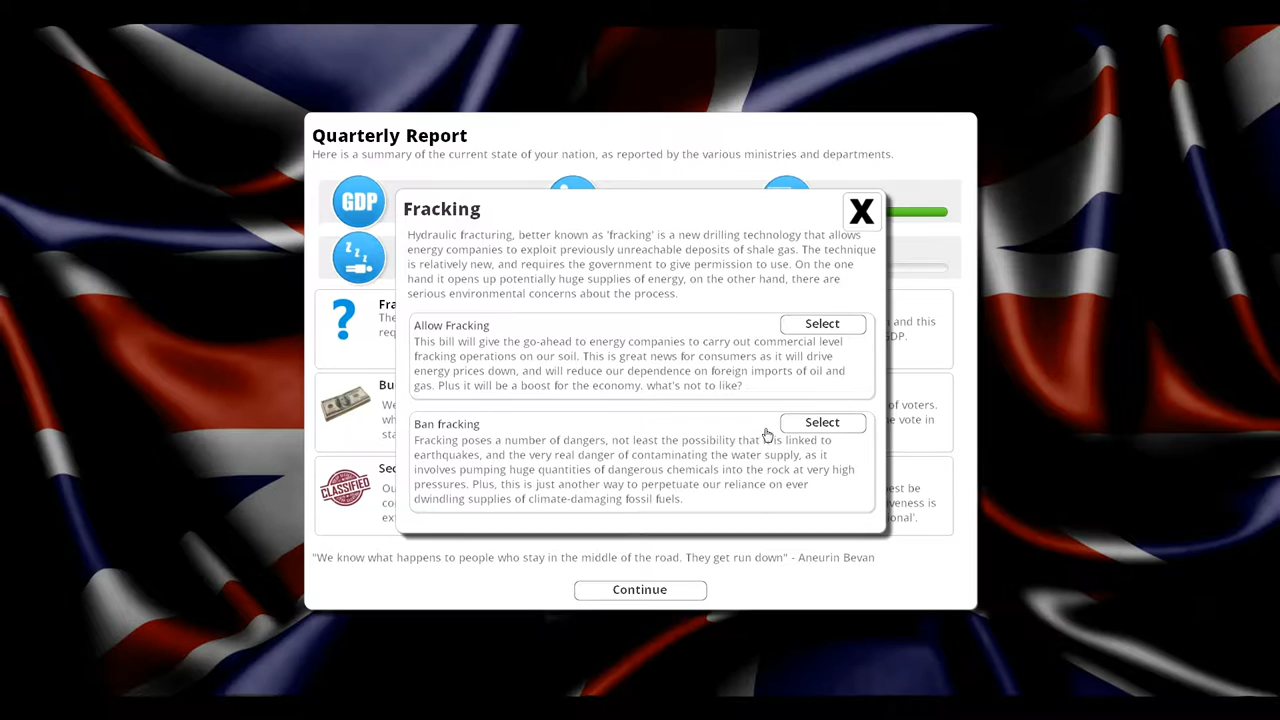 Quarterly Report
Here is a summary of the current state of your nation, as reported by the various ministries and departments.
GDP
Fracking
X
Hydraulic fracturing, better known as 'fracking' is a new drilling technology that allows
energy companies to exploit previously unreachable deposits of shale gas. The technique
is relatively new, and requires the government to give permission to use. On the one
hand it opens up potentially huge supplies of energy, on the other hand, there are
serious environmental concerns about the process.
Allow Fracking
Select
This bill will give the go-ahead to energy companies to carry out commercial level
fracking operations on our soil. This is great news for consumers as it will drive
energy prices down, and will reduce our dependence on foreign imports of oil and
gas. Plus it will be a boost for the economy. what's not to like?
Ban fracking
Select
Fracking poses a number of dangers, not least the possibility that is linked to
earthquakes, and the very real danger of contaminating the water supply, as it
involves pumping huge quantities of dangerous chemicals into the rock at very high
pressures. Plus, this is just another way to perpetuate our reliance on ever
dwindling supplies of climate-damaging fossil fuels.
z z z
?
Fra
The
req
and this
GDP.
Bu
We
wh
sta
of voters.
e vote in
CLASSIFIED
Sec
Ou
co
ex
est be
veness is
ional'.
"We know what happens to people who stay in the middle of the road. They get run down" - Aneurin Bevan
Continue